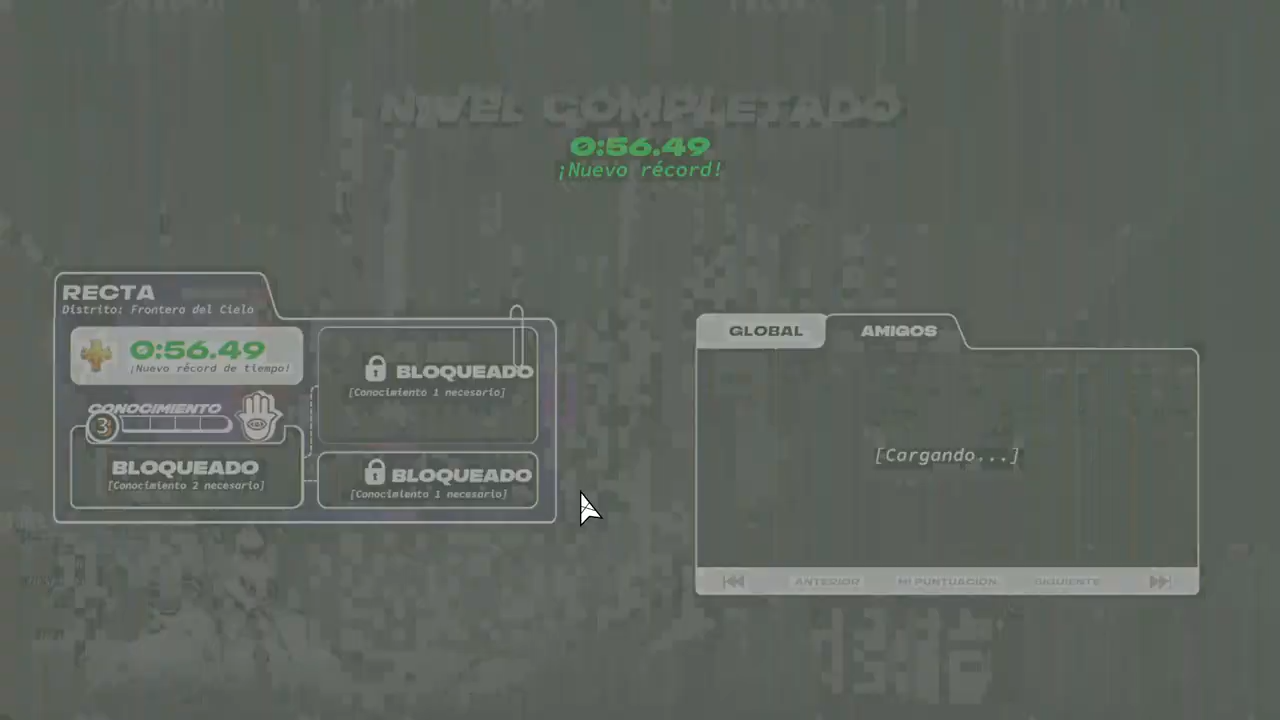 NIVEL COMPLETADO
0:56.49
¡Nuevo récord!
RECTA
Distrito: Frontero del Cielo
0:56.49
¡Nuevo récord de tiempo!
CONOCIMIENTO
3
BLOQUEADO
[Conocimiento 2 necesario]
BLOQUEADO
[Conocimiento 1 necesario]
BLOQUEADO
[Conocimiento 1 necesario]
GLOBAL
AMIGOS
[Cargando...]
ANTERIOR
MI PUNTUACIÓN
SIGUIENTE